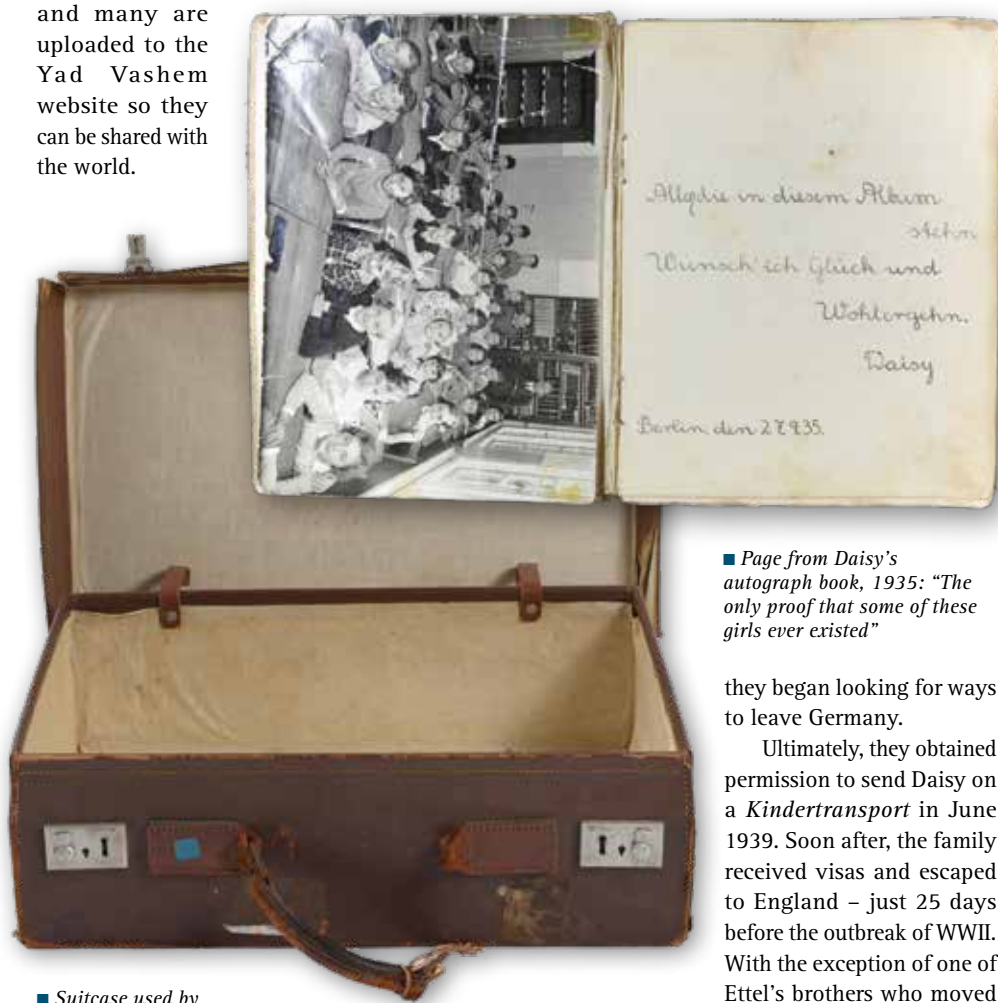 and many are
uploaded to the
Yad Vashem
website so they
can be shared with
the world.
Alle die in diesem Album
stehn
Wünsch' ich Glück und
Wohlergehn.
Daisy
Berlin den
■ Page from Daisy's
autograph book, 1935: “The
only proof that some of these
girls ever existed”
they began looking for ways
to leave Germany.
Ultimately, they obtained
permission to send Daisy on
a Kindertransport in June
1939. Soon after, the family
received visas and escaped
to England – just 25 days
before the outbreak of WWII.
With the exception of one of
Ettel's brothers who moved
■ Suitcase used by